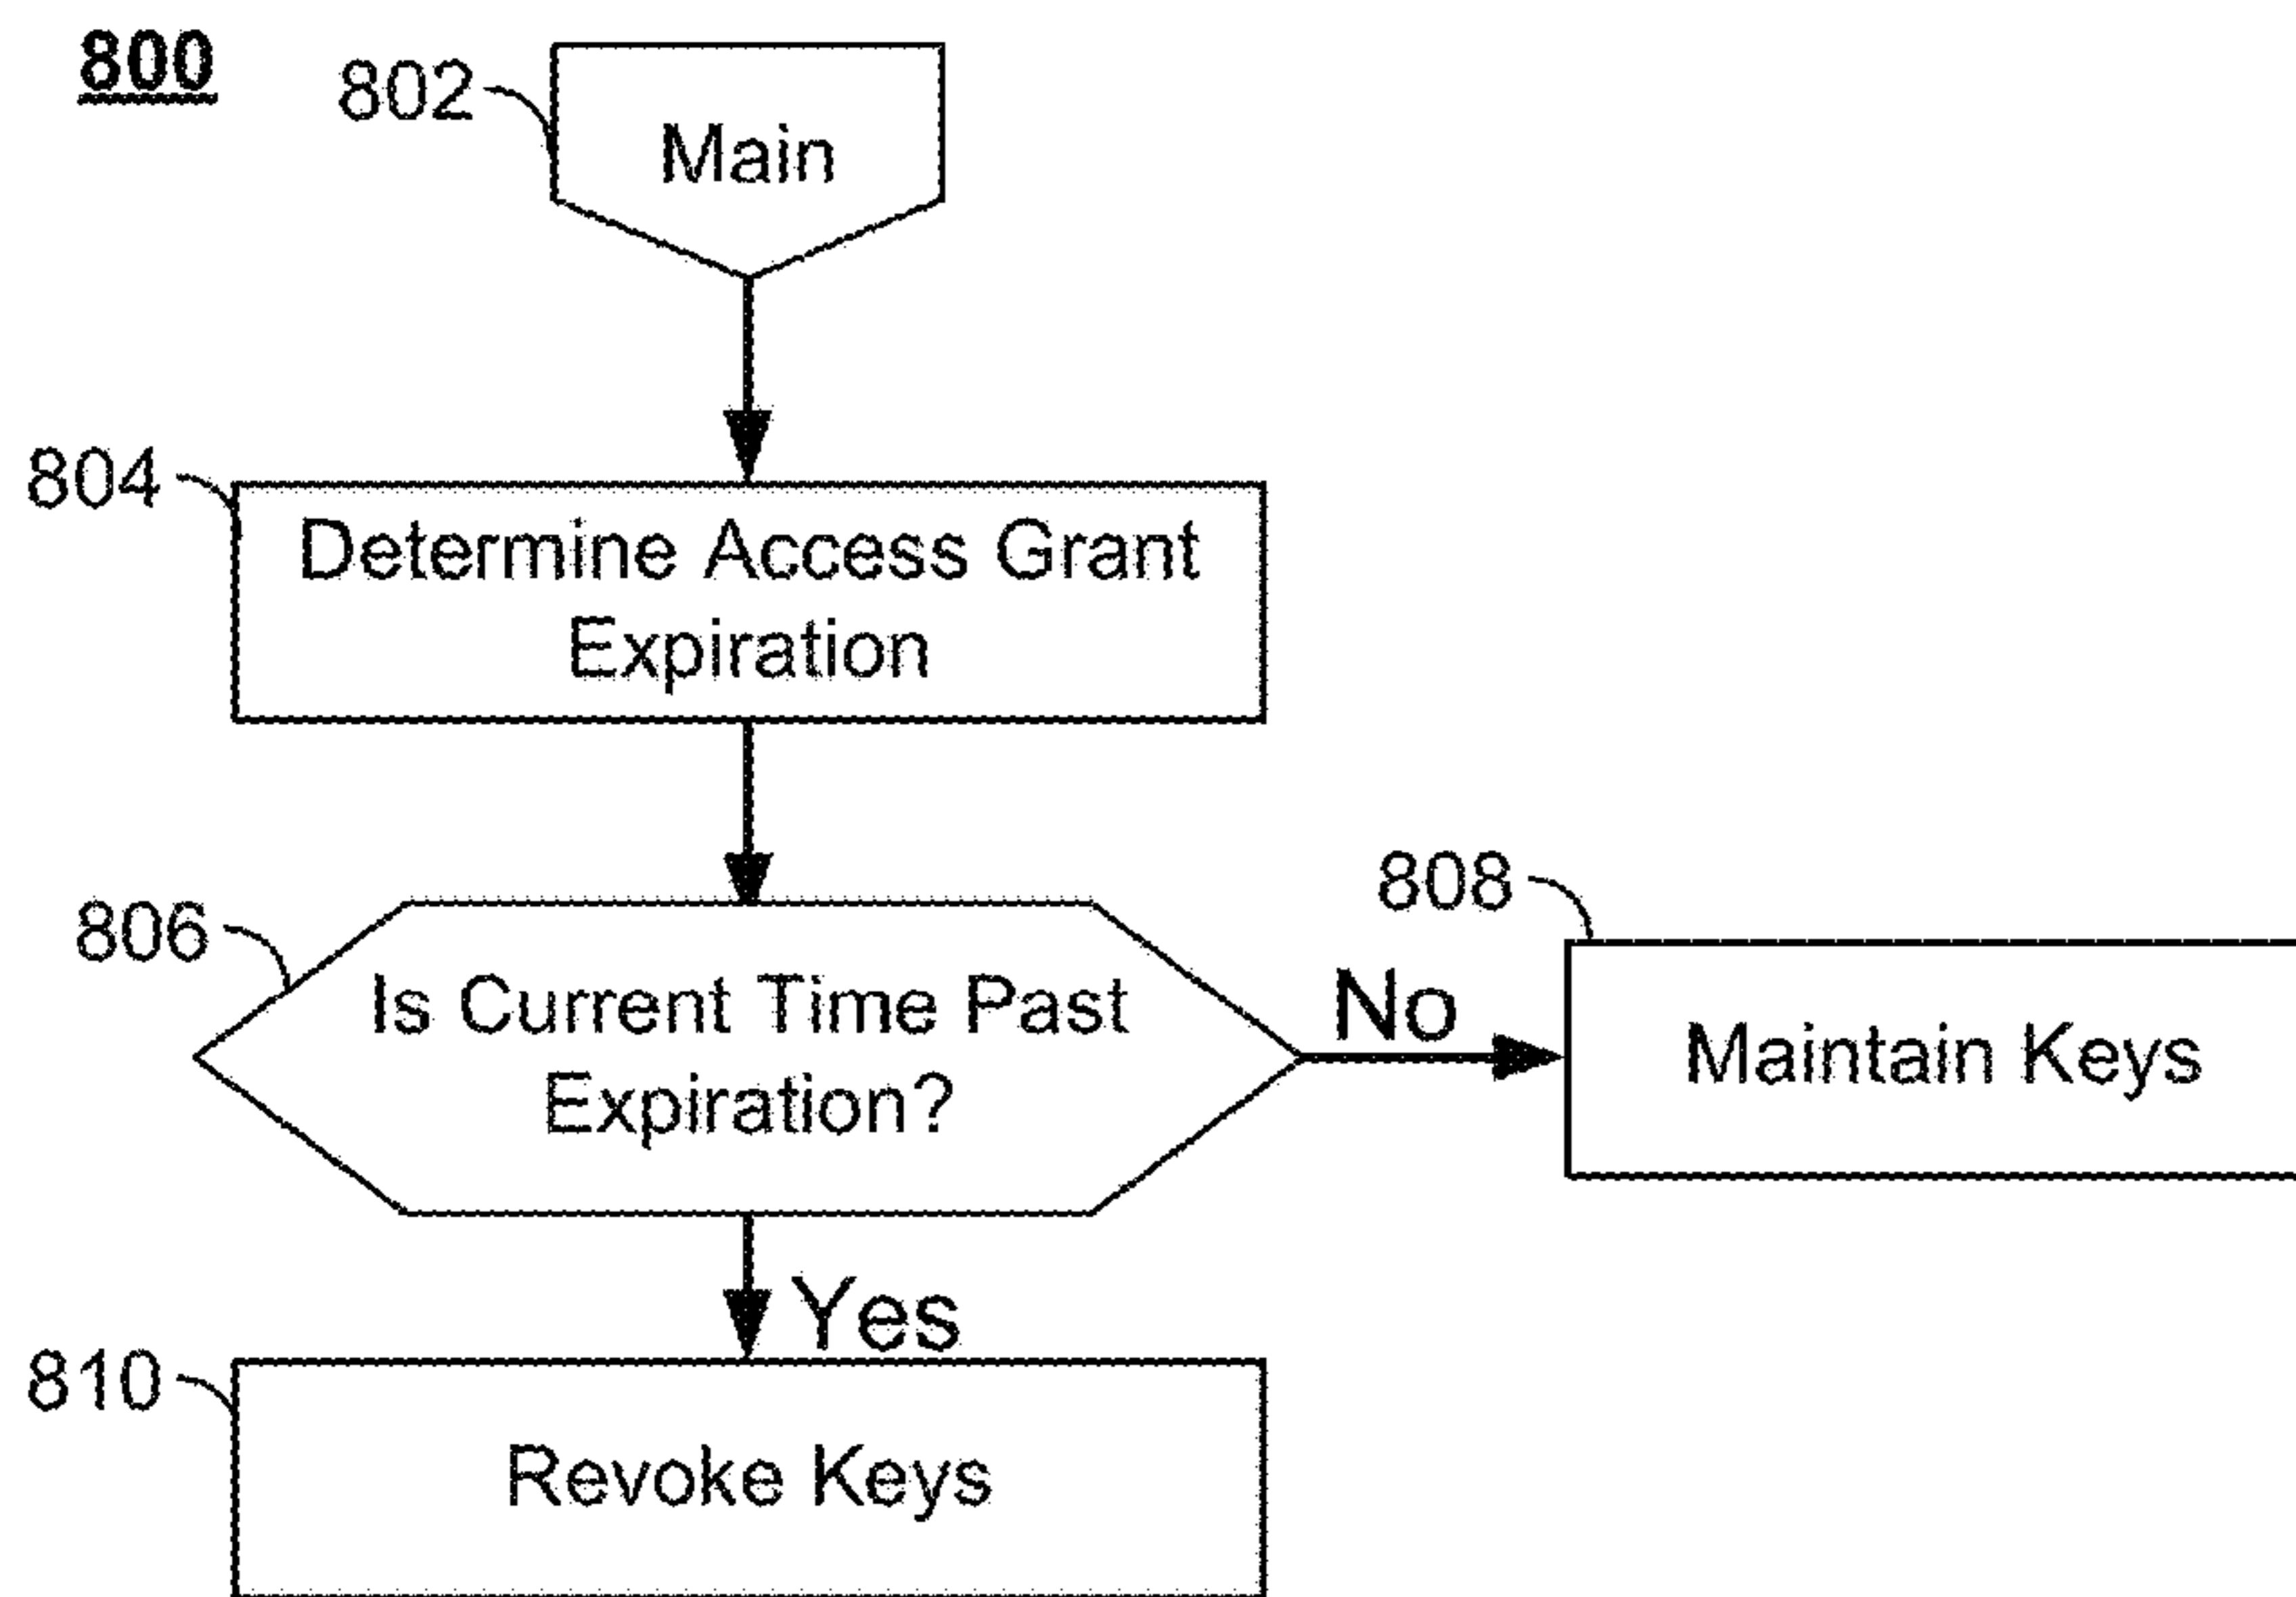 800
802
Main
804
Determine Access Grant
Expiration
806
Is Current Time Past
Expiration?
No
808
Maintain Keys
Yes
810
Revoke Keys